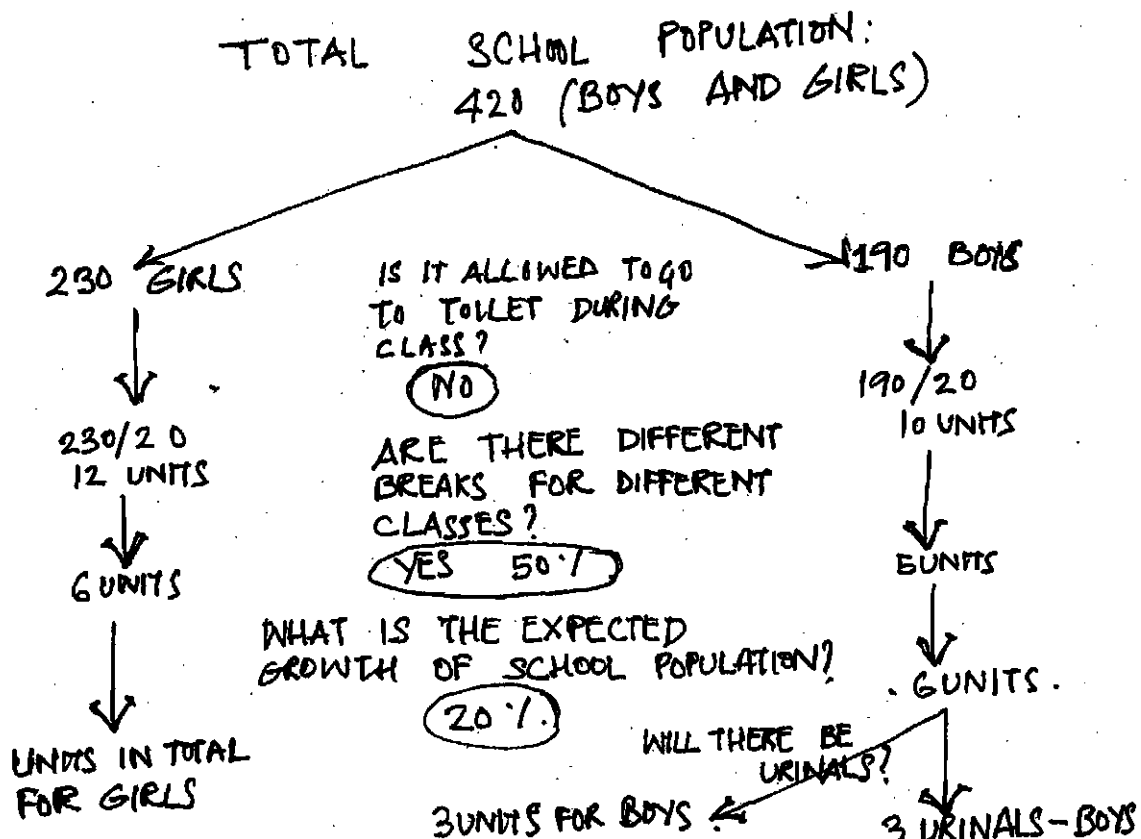 TOTAL SCHOOL POPULATION:
420 (BOYS AND GIRLS)
230 GIRLS
230/20
12 UNITS
6 UNITS
UNITS IN TOTAL
FOR GIRLS
IS IT ALLOWED TO GO
TO TOILET DURING
CLASS?
NO
ARE THERE DIFFERENT
BREAKS FOR DIFFERENT
CLASSES?
YES 50%
WHAT IS THE EXPECTED
GROWTH OF SCHOOL POPULATION?
20%
190 BOYS
190/20
10 UNITS
5 UNITS
6 UNITS.
WILL THERE BE
URINALS?
3 UNITS FOR BOYS
3 URINALS-BOYS